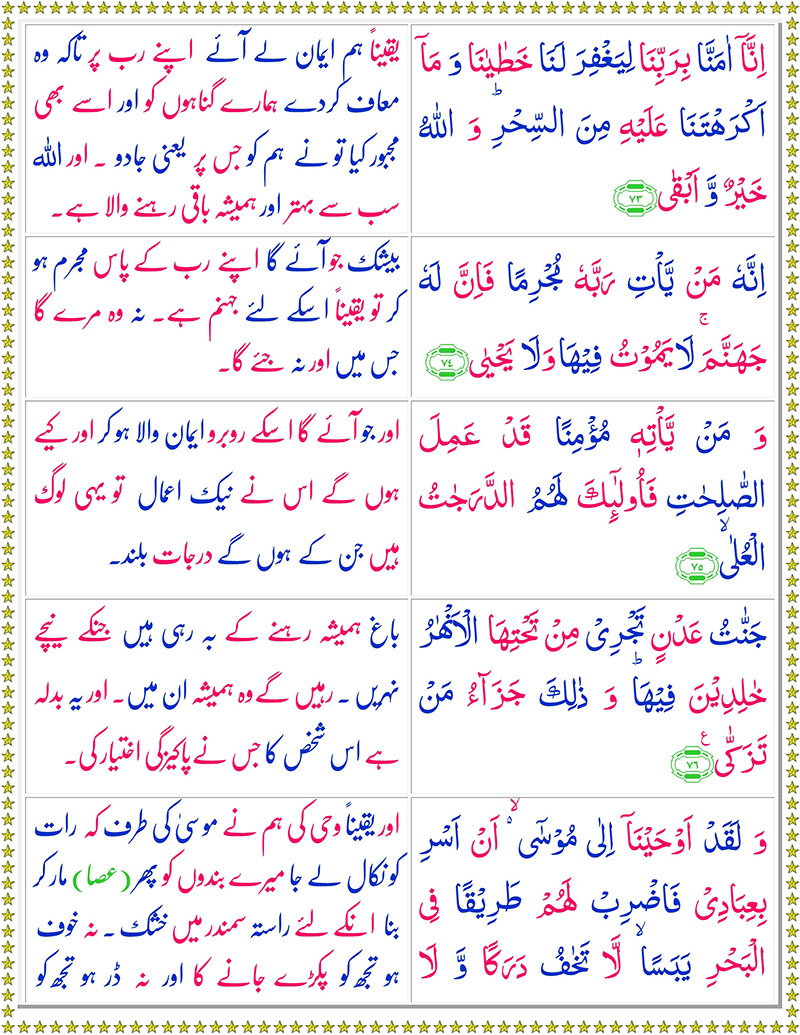 اِنَّآ اٰمَنَّا بِرَبِّنَا لِيَغْفِرَ لَنَا خَطٰيٰنَا وَ مَآ
اَكْرَهْتَنَا عَلَيْهِ مِنَ السِّحْرِ ؕ وَ اللّٰهُ
خَيْرٌ وَّ اَبْقٰى ﴿۷۳﴾
یقیناً ہم ایمان لے آئے اپنے رب پر تاکہ وہ
معاف کردے ہمارے گناہوں کو اور اسے بھی
مجبور کیا تو نے ہم کو جس پر یعنی جادو ۔ اور اللہ
سب سے بہتر اور ہمیشہ باقی رہنے والا ہے۔
اِنَّهٗ مَنْ يَّاْتِ رَبَّهٗ مُجْرِمًا فَاِنَّ لَهٗ
جَهَنَّمَ ۚ لَا يَمُوْتُ فِيْهَا وَلَا يَحْيٰى ﴿۷۴﴾
بیشک جو آئے گا اپنے رب کے پاس مجرم ہو
کر تو یقیناً اسکے لئے جہنم ہے۔ نہ وہ مرے گا
جس میں اور نہ جئے گا۔
وَ مَنْ يَّاْتِهٖ مُؤْمِنًا قَدْ عَمِلَ
الصّٰلِحٰتِ فَاُولٰٓئِكَ لَهُمُ الدَّرَجٰتُ
الْعُلٰى ۙ ﴿۷۵﴾
اور جو آئے گا اسکے روبرو ایمان والا ہو کر اور کیے
ہوں گے اس نے نیک اعمال تو یہی لوگ
ہیں جن کے ہوں گے درجات بلند۔
جَنّٰتُ عَدْنٍ تَجْرِيْ مِنْ تَحْتِهَا الْاَنْهٰرُ
خٰلِدِيْنَ فِيْهَا ؕ وَ ذٰلِكَ جَزَآءُ مَنْ
تَزَكّٰى ﴿۷۶﴾ ع
باغ ہمیشہ رہنے کے بہ رہی ہیں جنکے نیچے
نہریں ۔ رہیں گے وہ ہمیشہ ان میں۔ اور یہ بدلہ
ہے اس شخص کا جس نے پاکیزگی اختیار کی۔
وَ لَقَدْ اَوْحَيْنَآ اِلٰى مُوْسٰٓى ۙ۬ اَنْ اَسْرِ
بِعِبَادِيْ فَاضْرِبْ لَهُمْ طَرِيْقًا فِى
الْبَحْرِ يَبَسًا ۙ لَّا تَخٰفُ دَرَكًا وَّ لَا
اور یقیناً وحی کی ہم نے موسیٰ کی طرف کہ رات
کو نکال لے جا میرے بندوں کو پھر (عصا) مار کر
بنا انکے لئے راستہ سمندر میں خشک ۔ نہ خوف
ہو تجھ کو پکڑے جانے کا اور نہ ڈر ہو تجھ کو